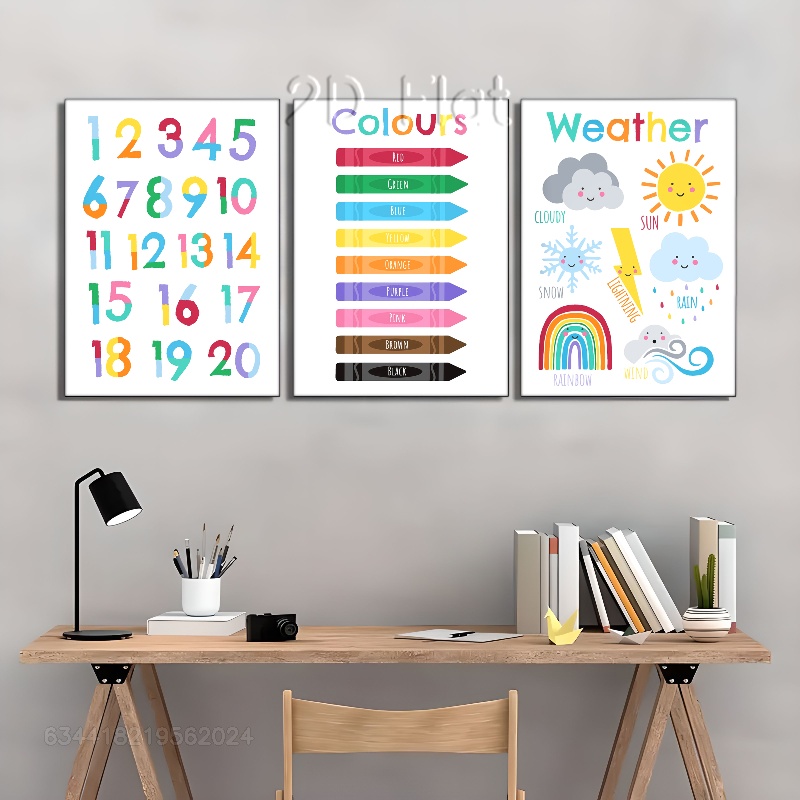 2D Flat
1 2 3 4 5
6 7 8 9 10
11 12 13 14
15 16 17
18 19 20
Colours
RED
GREEN
BLUE
YELLOW
ORANGE
PURPLE
PINK
BROWN
BLACK
Weather
CLOUDY
SUN
SNOW
LIGHTNING
RAIN
RAINBOW
WIND
634418219562024